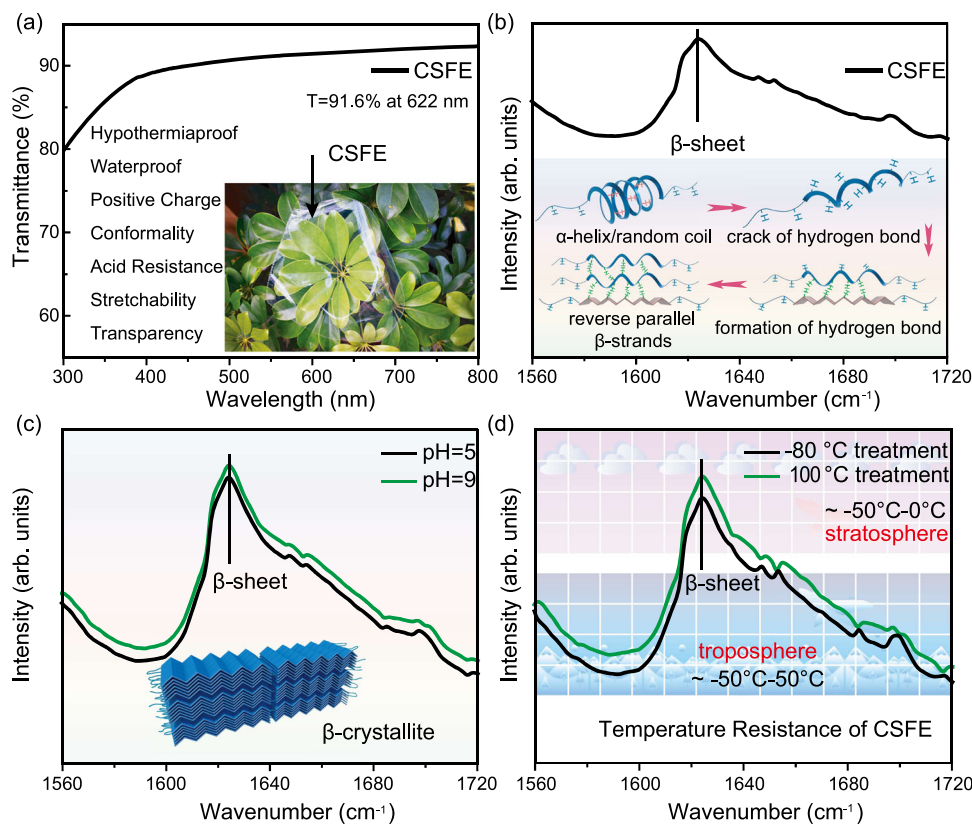 (a)
90
80
70
60
Transmittance (%)
CSFE
T=91.6% at 622 nm
Hypothermiaproof
Waterproof
Positive Charge
Conformality
Acid Resistance
Stretchability
Transparency
CSFE
300
400
500
600
700
800
Wavelength (nm)
(b)
Intensity (arb. units)
CSFE
β-sheet
α-helix/random coil
crack of hydrogen bond
reverse parallel
β-strands
formation of hydrogen bond
1560
1600
1640
1680
1720
Wavenumber (cm⁻¹)
(c)
Intensity (arb. units)
pH=5
pH=9
β-sheet
β-crystallite
1560
1600
1640
1680
1720
Wavenumber (cm⁻¹)
(d)
Intensity (arb. units)
-80 °C treatment
100 °C treatment
~ -50°C-0°C
stratosphere
β-sheet
troposphere
~ -50°C-50°C
Temperature Resistance of CSFE
1560
1600
1640
1680
1720
Wavenumber (cm⁻¹)